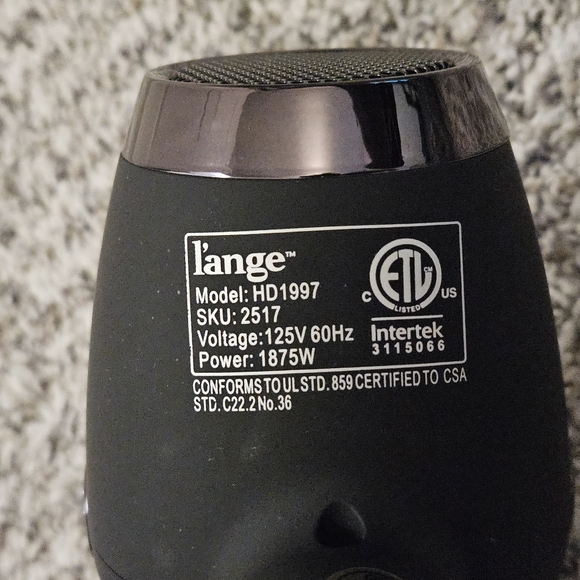 l'ange™
Model: HD1997
SKU: 2517
Voltage:125V 60Hz
Power: 1875W
ETL CM
LISTED
C US
Intertek
3115066
CONFORMS TO UL STD. 859 CERTIFIED TO CSA
STD. C22.2 No.36